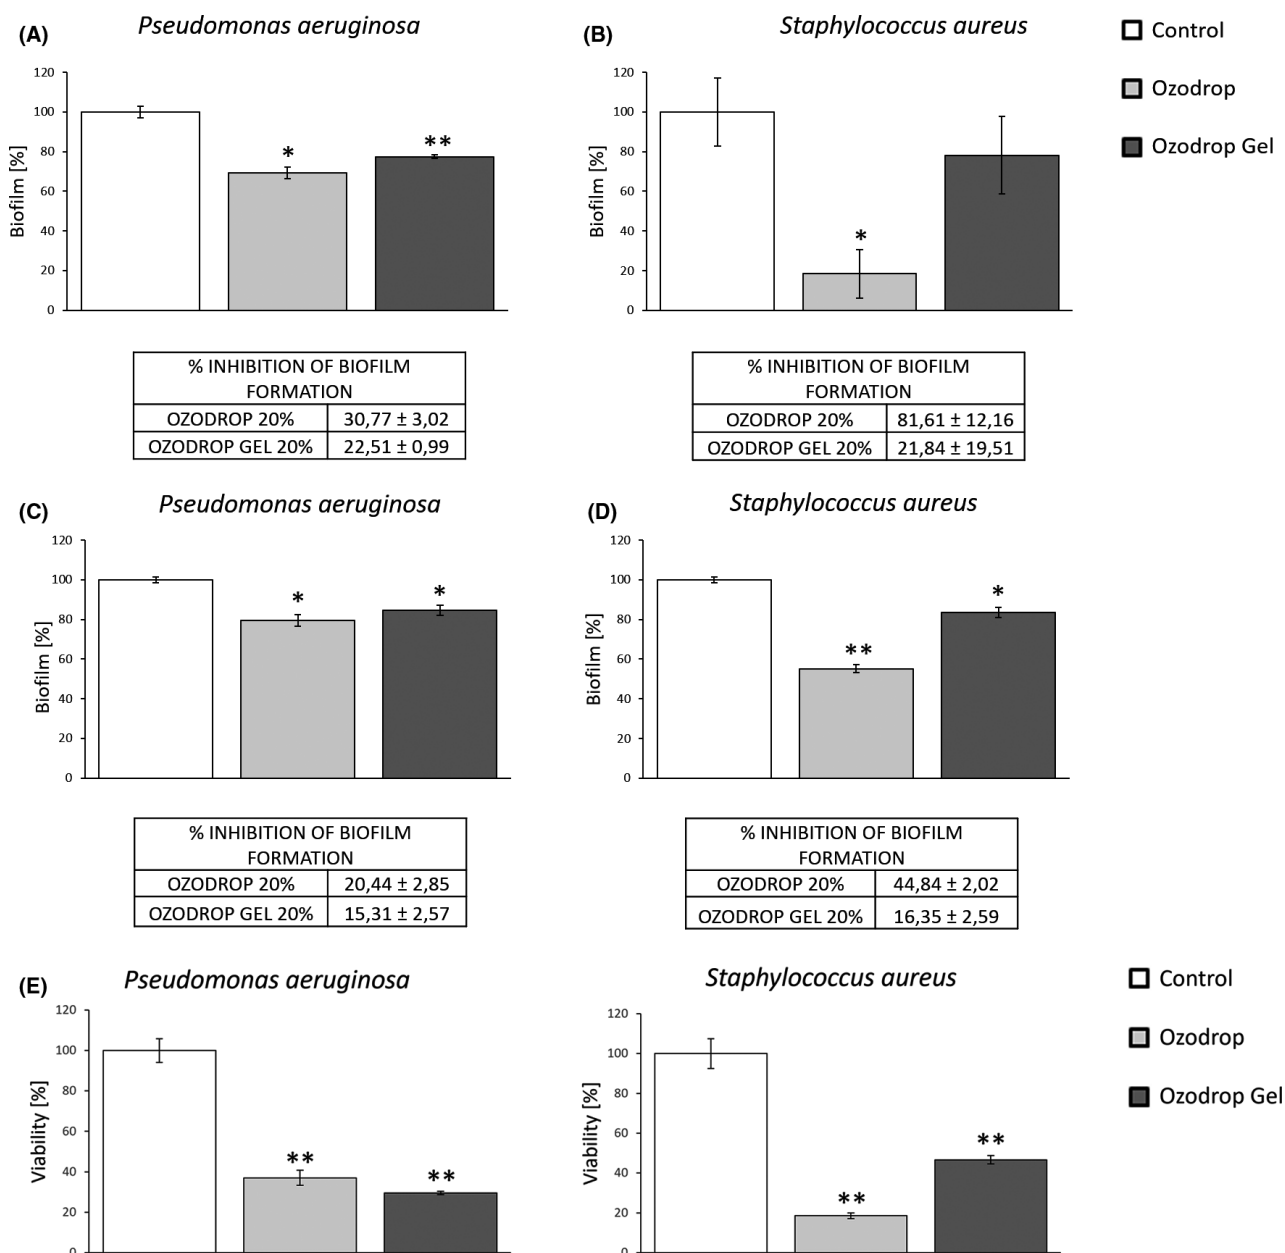 (A) Pseudomonas aeruginosa
(B) Staphylococcus aureus
Control
Ozodrop
Ozodrop Gel
Biofilm [%]
120
100
80
60
40
20
0
*
**
Biofilm [%]
120
100
80
60
40
20
0
*
% INHIBITION OF BIOFILM
FORMATION
OZODROP 20% 30,77 ± 3,02
OZODROP GEL 20% 22,51 ± 0,99
% INHIBITION OF BIOFILM
FORMATION
OZODROP 20% 81,61 ± 12,16
OZODROP GEL 20% 21,84 ± 19,51
(C) Pseudomonas aeruginosa
(D) Staphylococcus aureus
Biofilm [%]
120
100
80
60
40
20
0
*
*
Biofilm [%]
120
100
80
60
40
20
0
**
*
% INHIBITION OF BIOFILM
FORMATION
OZODROP 20% 20,44 ± 2,85
OZODROP GEL 20% 15,31 ± 2,57
% INHIBITION OF BIOFILM
FORMATION
OZODROP 20% 44,84 ± 2,02
OZODROP GEL 20% 16,35 ± 2,59
(E) Pseudomonas aeruginosa
Staphylococcus aureus
Control
Ozodrop
Ozodrop Gel
Viability [%]
120
100
80
60
40
20
0
**
**
Viability [%]
120
100
80
60
40
20
0
**
**